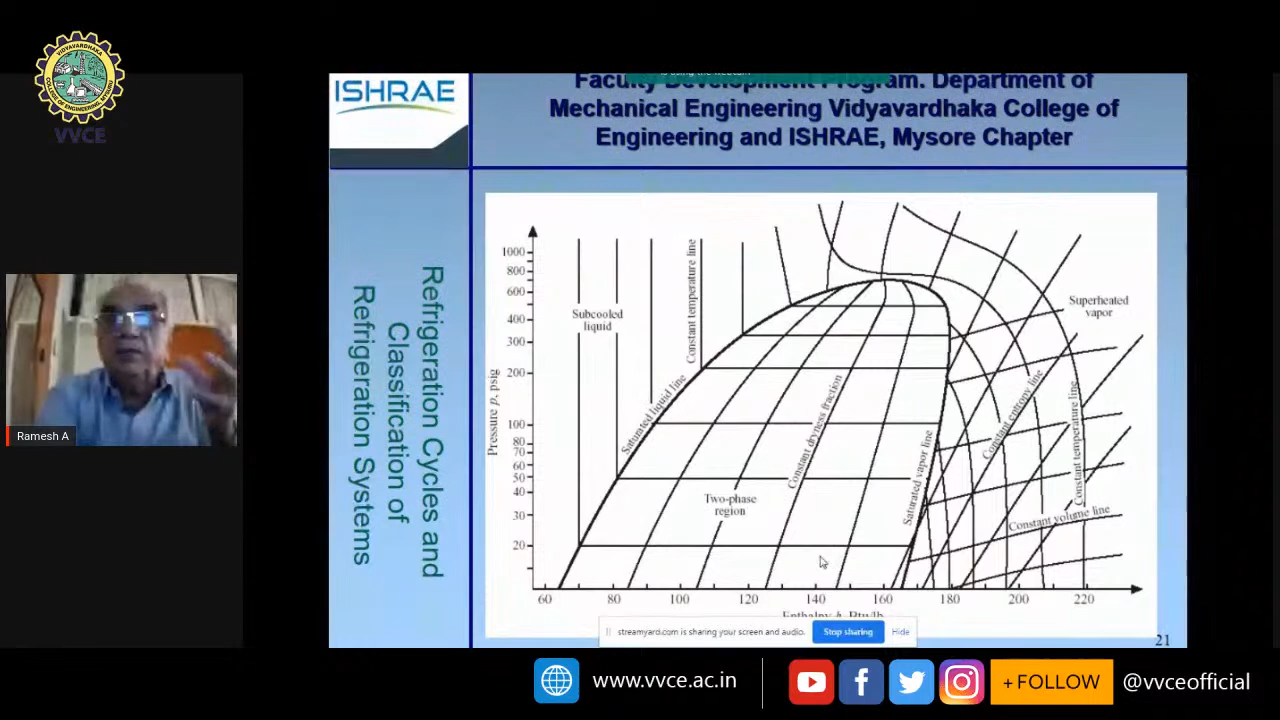 VIDYAVARDHAKA
COLLEGE OF ENGINEERING, MYSURU
VVCE
ISHRAE
Faculty Development Program. Department of
Mechanical Engineering Vidyavardhaka College of
Engineering and ISHRAE, Mysore Chapter
Refrigeration Cycles and
Classification of
Refrigeration Systems
Ramesh A
Pressure p, psig
1000
800
600
400
300
200
100
80
70
60
50
40
30
20
60
80
100
120
140
160
180
200
220
Subcooled
liquid
Constant temperature line
Saturated liquid line
Two-phase
region
Constant dryness fraction
Saturated vapor line
Superheated
vapor
Constant entropy line
Constant temperature line
Constant volume line
Enthalpy h, Btu/lb
streamyard.com is sharing your screen and audio.
Stop sharing
Hide
21
www.vvce.ac.in
+ FOLLOW
@vvceofficial